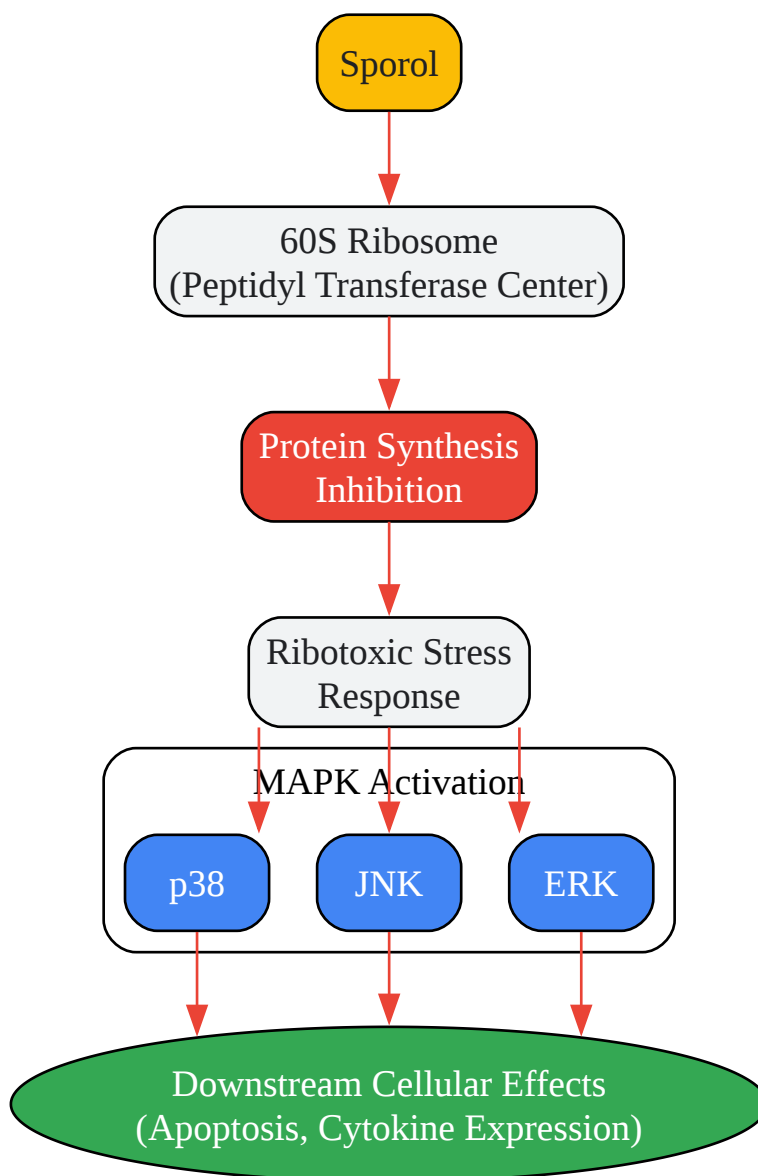 Sporol
60S Ribosome
(Peptidyl Transferase Center)
Protein Synthesis
Inhibition
Ribotoxic Stress
Response
MAPK Activation
p38
JNK
ERK
Downstream Cellular Effects
(Apoptosis, Cytokine Expression)